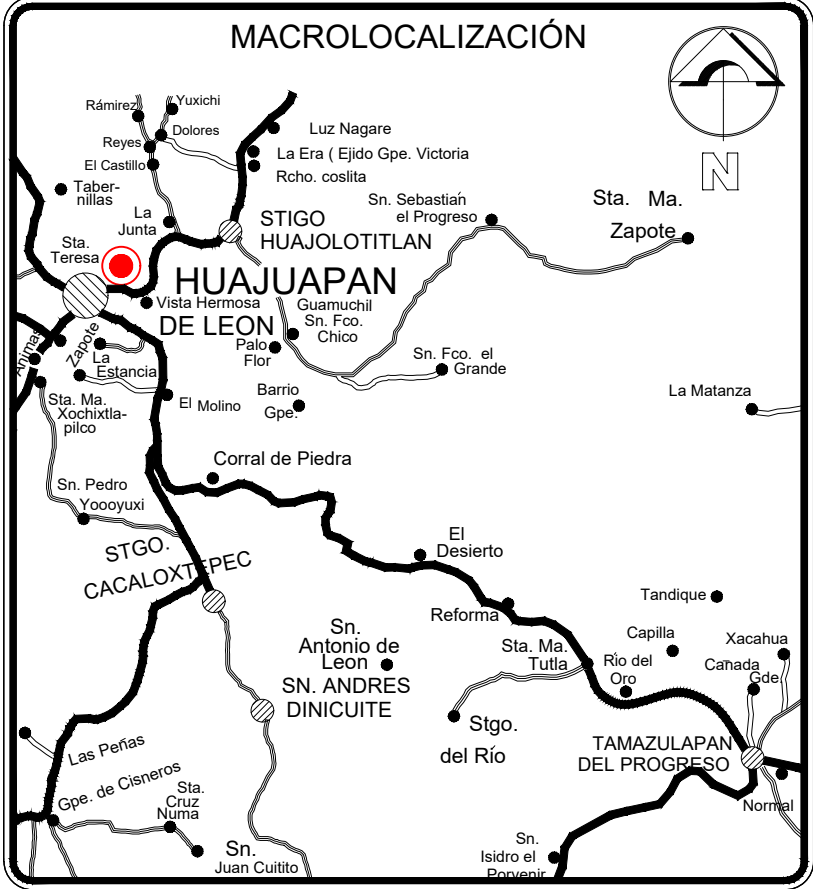 MACROLOCALIZACIÓN
N
Yuxichi
Rámirez
Dolores
Reyes
El Castillo
Luz Nagare
La Era ( Ejido Gpe. Victoria
Rcho. coslita
Taber-
nillas
La
Junta
Sta.
Teresa
STIGO
HUAJOLOTITLAN
Sn. Sebastián
el Progreso
Sta. Ma.
Zapote
HUAJUAPAN
DE LEON
Vista Hermosa
Guamuchil
Sn. Fco.
Chico
Palo
Flor
Sn. Fco. el
Grande
Animas
Zapote
La
Estancia
Sta. Ma.
Xochixtla-
pilco
El Molino
Barrio
Gpe.
La Matanza
Corral de Piedra
Sn. Pedro
Yoooyuxi
STGO.
CACALOXTEPEC
El
Desierto
Reforma
Tandique
Sn.
Antonio de
Leon
SN. ANDRES
DINICUITE
Sta. Ma.
Tutla
Capilla
Xacahua
Río del
Oro
Canada
Gde.
Stgo.
del Río
TAMAZULAPAN
DEL PROGRESO
Normal
Las Peñas
Gpe. de Cisneros
Sta.
Cruz
Numa
Sn.
Juan Cuitito
Sn.
Isidro el
Porvenir